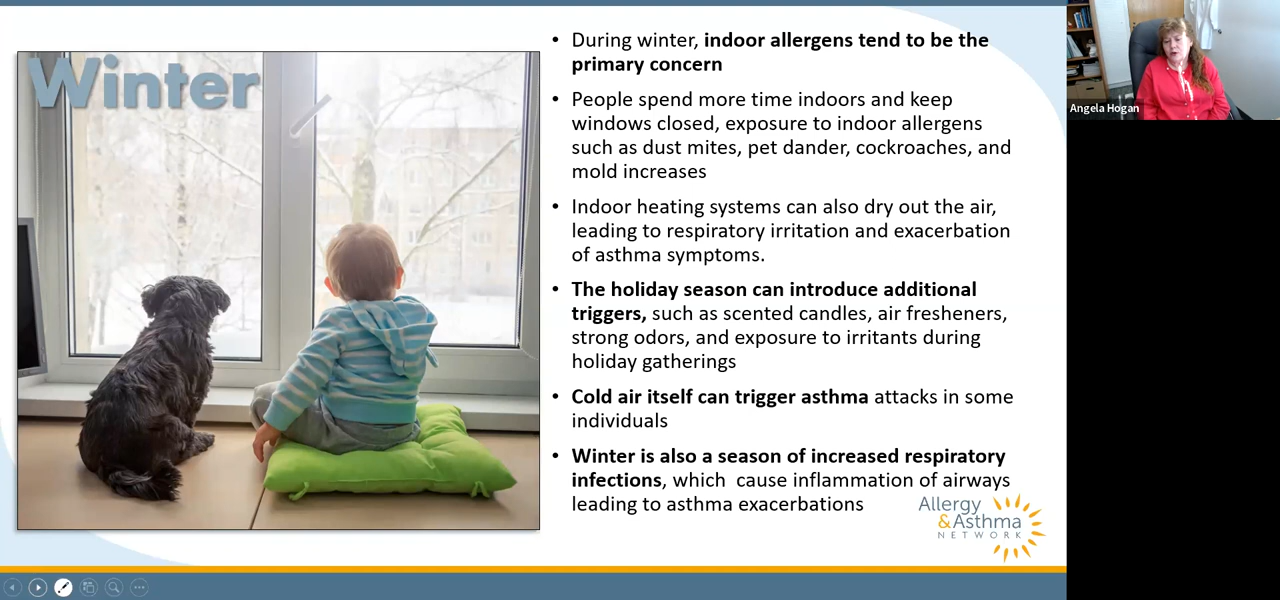 Winter
• During winter, indoor allergens tend to be the
primary concern
• People spend more time indoors and keep
windows closed, exposure to indoor allergens
such as dust mites, pet dander, cockroaches, and
mold increases
• Indoor heating systems can also dry out the air,
leading to respiratory irritation and exacerbation
of asthma symptoms.
• The holiday season can introduce additional
triggers, such as scented candles, air fresheners,
strong odors, and exposure to irritants during
holiday gatherings
• Cold air itself can trigger asthma attacks in some
individuals
• Winter is also a season of increased respiratory
infections, which cause inflammation of airways
leading to asthma exacerbations
Allergy
&Asthma
NETWORK
Angela Hogan